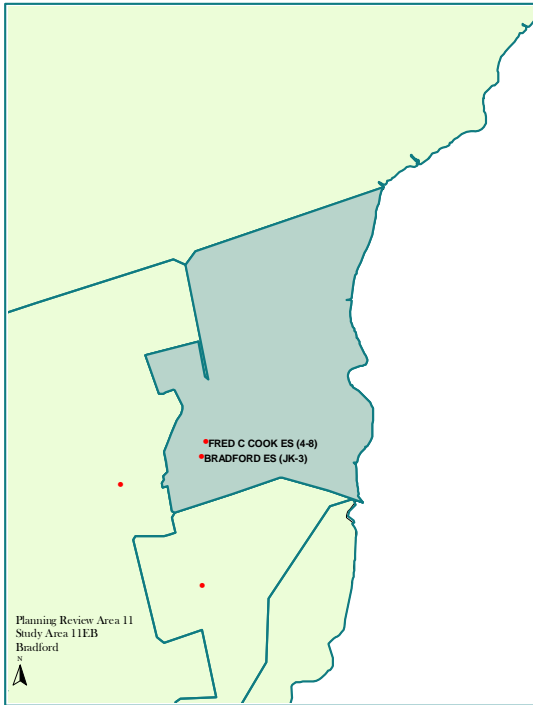 FRED C COOK ES (4-8)
BRADFORD ES (JK-3)
Planning Review Area 11
Study Area 11EB
Bradford
N